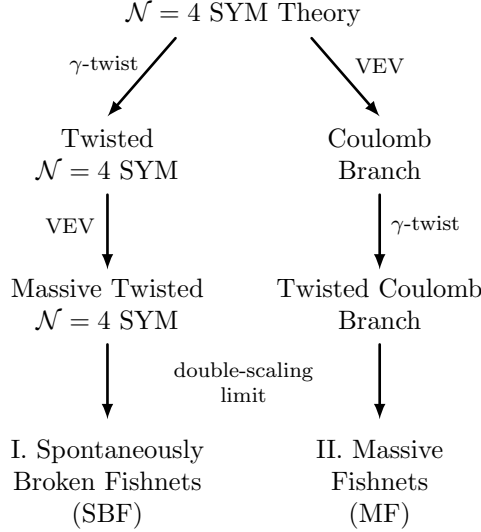 𝒩 = 4 SYM Theory
γ-twist
VEV
Twisted
𝒩 = 4 SYM
Coulomb
Branch
VEV
γ-twist
Massive Twisted
𝒩 = 4 SYM
Twisted Coulomb
Branch
double-scaling
limit
I. Spontaneously
Broken Fishnets
(SBF)
II. Massive
Fishnets
(MF)